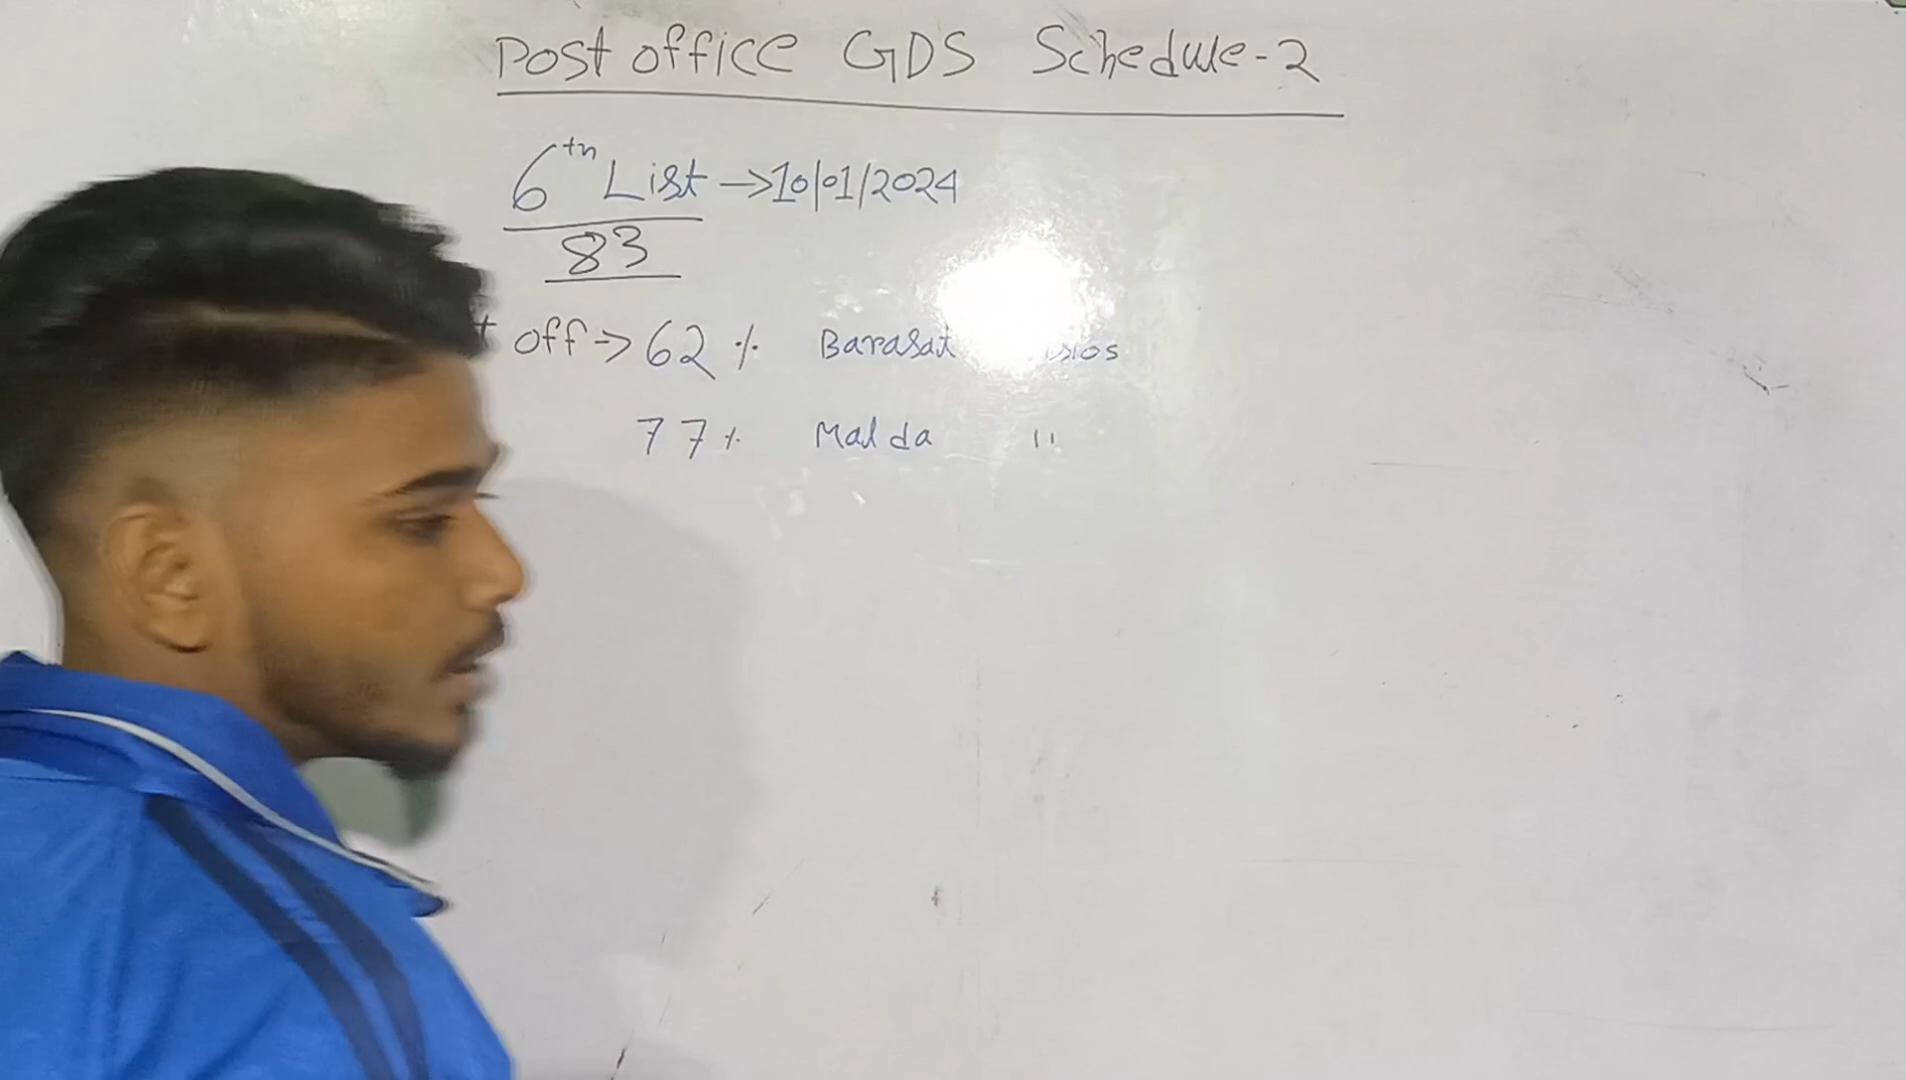 Post office GDS Schedule-2
6th List → 10/01/2024
83
off → 62 % Barasat
77 % Malda "